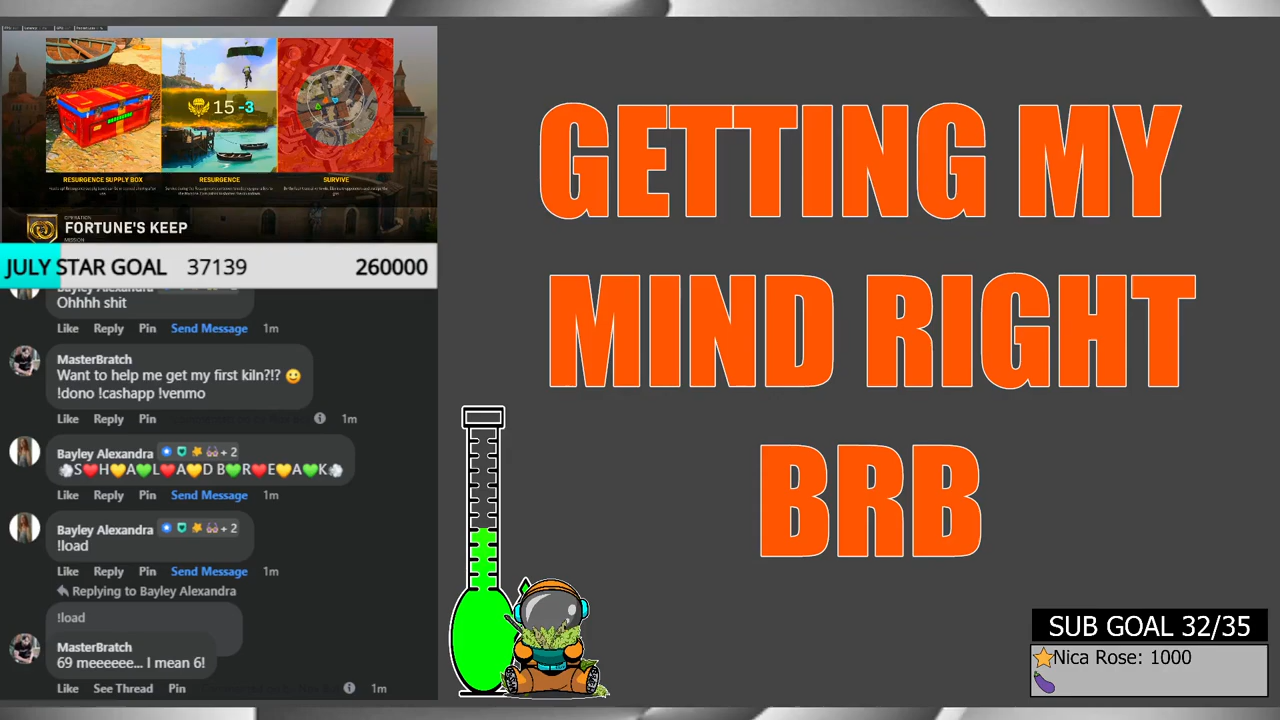 RESURGENCE SUPPLY BOX
15 -3
RESURGENCE
SURVIVE
OPERATION
FORTUNE'S KEEP
MISSION
JULY STAR GOAL 37139 260000
Bayley Alexandra
Ohhhh shit
Like Reply Pin Send Message 1m
MasterBratch
Want to help me get my first kiln?!? 🙂
!dono !cashapp !venmo
Like Reply Pin 1m
Bayley Alexandra + 2
💨S❤️H💛A💚L❤️A💛D B💚R❤️E💛A💚K💨
Like Reply Pin Send Message 1m
Bayley Alexandra + 2
!load
Like Reply Pin Send Message 1m
Replying to Bayley Alexandra
!load
MasterBratch
69 meeeeee... I mean 6!
Like See Thread Pin 1m
GETTING MY
MIND RIGHT
BRB
SUB GOAL 32/35
⭐Nica Rose: 1000
🍆